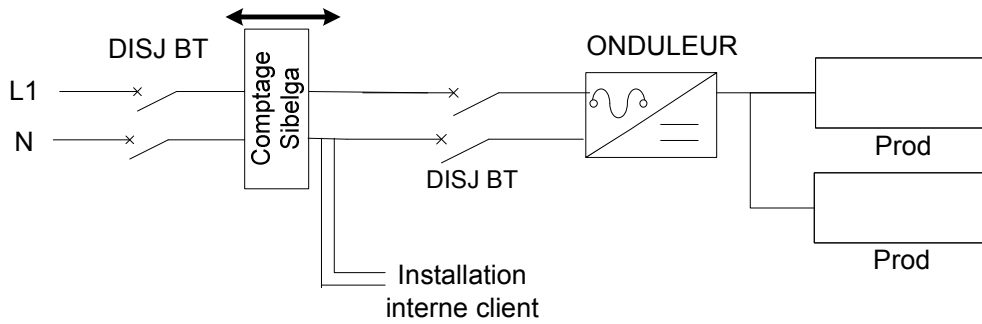 DISJ BT
ONDULEUR
L1
N
Comptage
Sibelga
DISJ BT
Prod
Prod
Installation
interne client